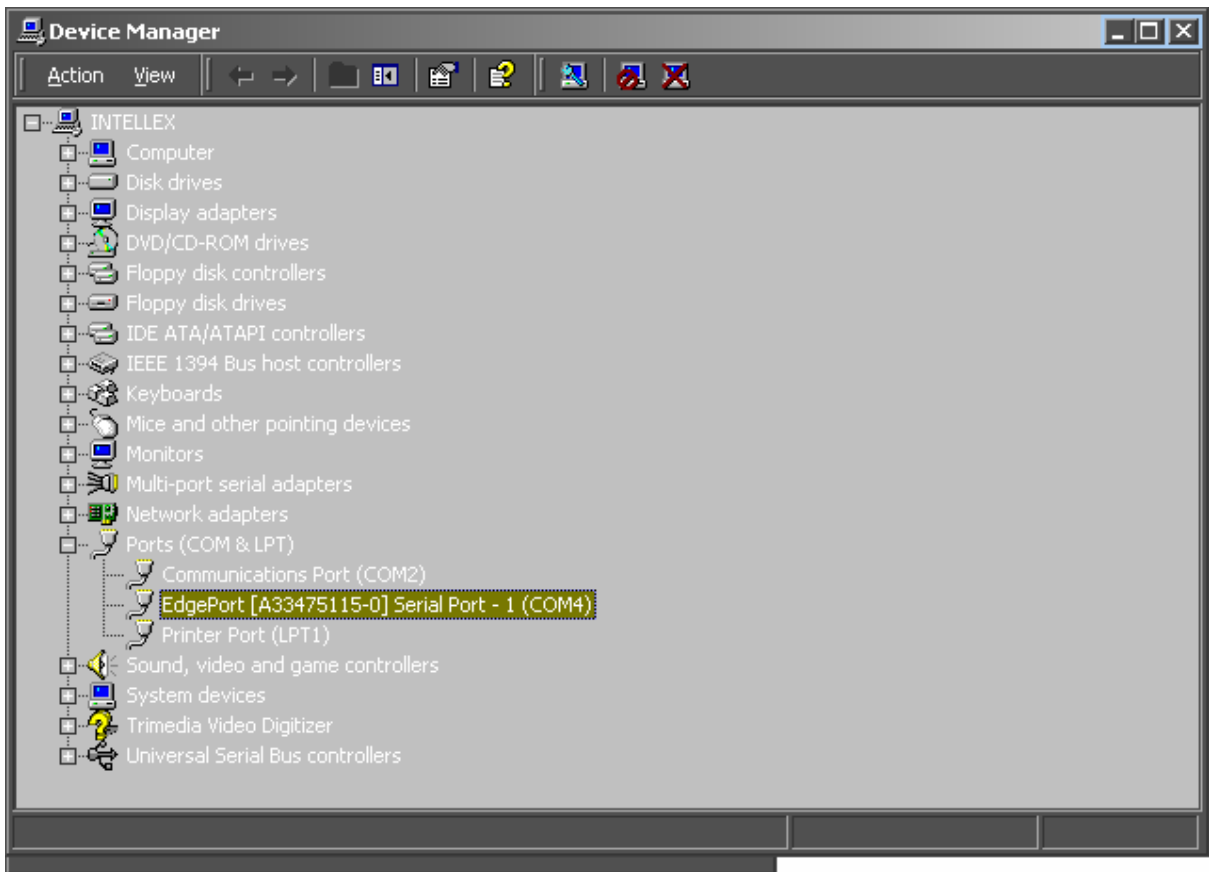 Device Manager
Action View
INTELLEX
Computer
Disk drives
Display adapters
DVD/CD-ROM drives
Floppy disk controllers
Floppy disk drives
IDE ATA/ATAPI controllers
IEEE 1394 Bus host controllers
Keyboards
Mice and other pointing devices
Monitors
Multi-port serial adapters
Network adapters
Ports (COM & LPT)
Communications Port (COM2)
EdgePort [A33475115-0] Serial Port - 1 (COM4)
Printer Port (LPT1)
Sound, video and game controllers
System devices
Trimedia Video Digitizer
Universal Serial Bus controllers